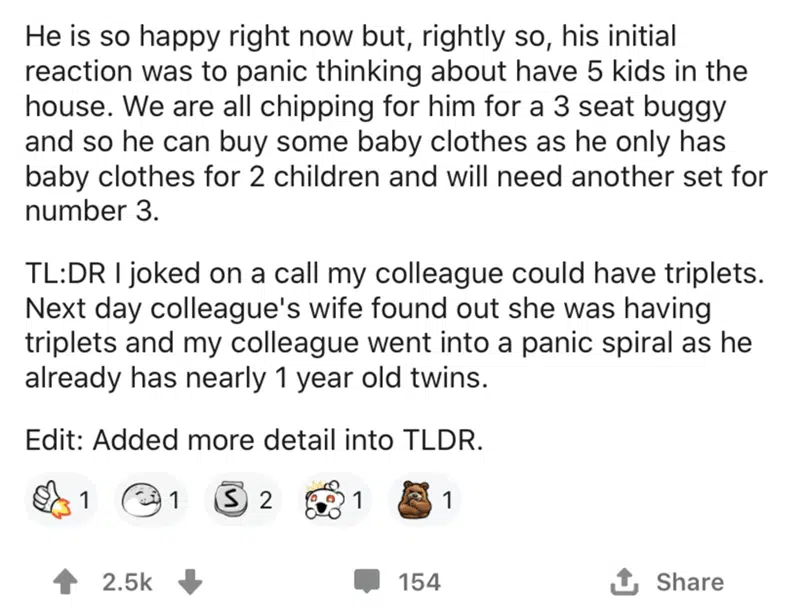 He is so happy right now but, rightly so, his initial
reaction was to panic thinking about have 5 kids in the
house. We are all chipping for him for a 3 seat buggy
and so he can buy some baby clothes as he only has
baby clothes for 2 children and will need another set for
number 3.
TL:DR I joked on a call my colleague could have triplets.
Next day colleague's wife found out she was having
triplets and my colleague went into a panic spiral as he
already has nearly 1 year old twins.
Edit: Added more detail into TLDR.
1 1 S 2 1 1
2.5k 154 Share